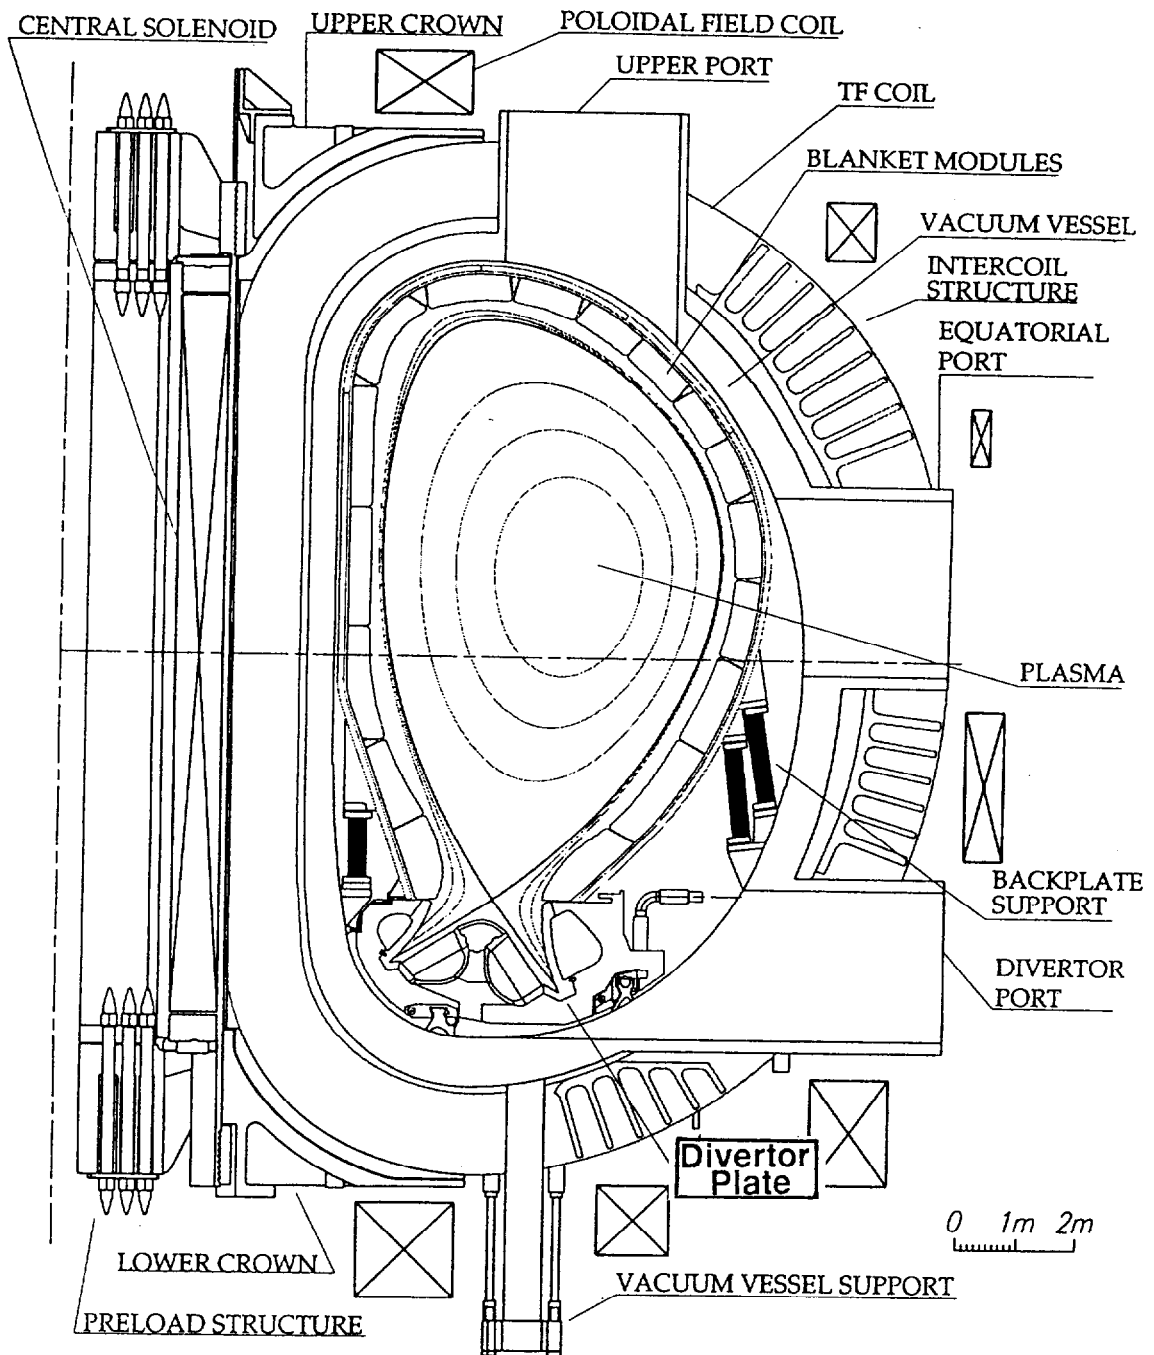 CENTRAL SOLENOID
UPPER CROWN
POLOIDAL FIELD COIL
UPPER PORT
TF COIL
BLANKET MODULES
VACUUM VESSEL
INTERCOIL
STRUCTURE
EQUATORIAL
PORT
PLASMA
BACKPLATE
SUPPORT
DIVERTOR
PORT
Divertor
Plate
0 1m 2m
LOWER CROWN
VACUUM VESSEL SUPPORT
PRELOAD STRUCTURE